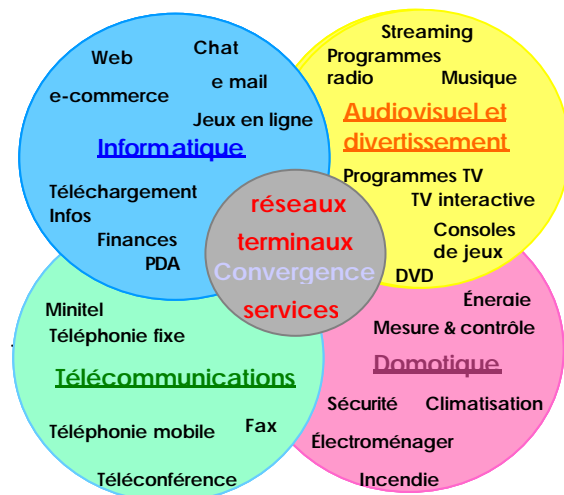 Web
Chat
e mail
e-commerce
Jeux en ligne
Informatique
Téléchargement
Infos
Finances
PDA
Streaming
Programmes
radio
Musique
Audiovisuel et
divertissement
Programmes TV
TV interactive
Consoles
de jeux
DVD
réseaux
terminaux
Convergence
services
Minitel
Téléphonie fixe
Télécommunications
Téléphonie mobile
Fax
Téléconférence
Énergie
Mesure & contrôle
Domotique
Sécurité
Climatisation
Électroménager
Incendie